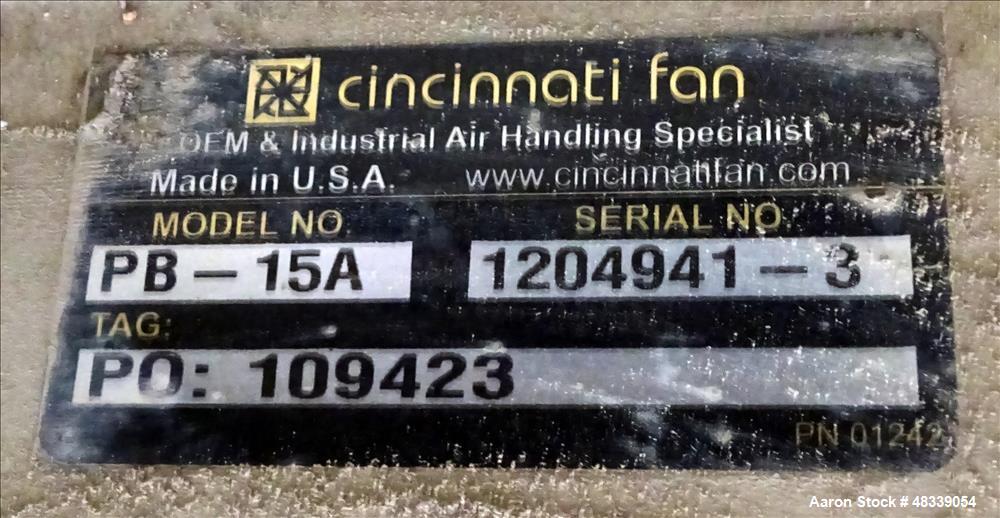 cincinnati fan
OEM & Industrial Air Handling Specialist
Made in U.S.A. www.cincinnatifan.com
MODEL NO. SERIAL NO.
PB - 15A 1204941 - 3
TAG:
PO: 109423
PN 01242
Aaron Stock # 48339054